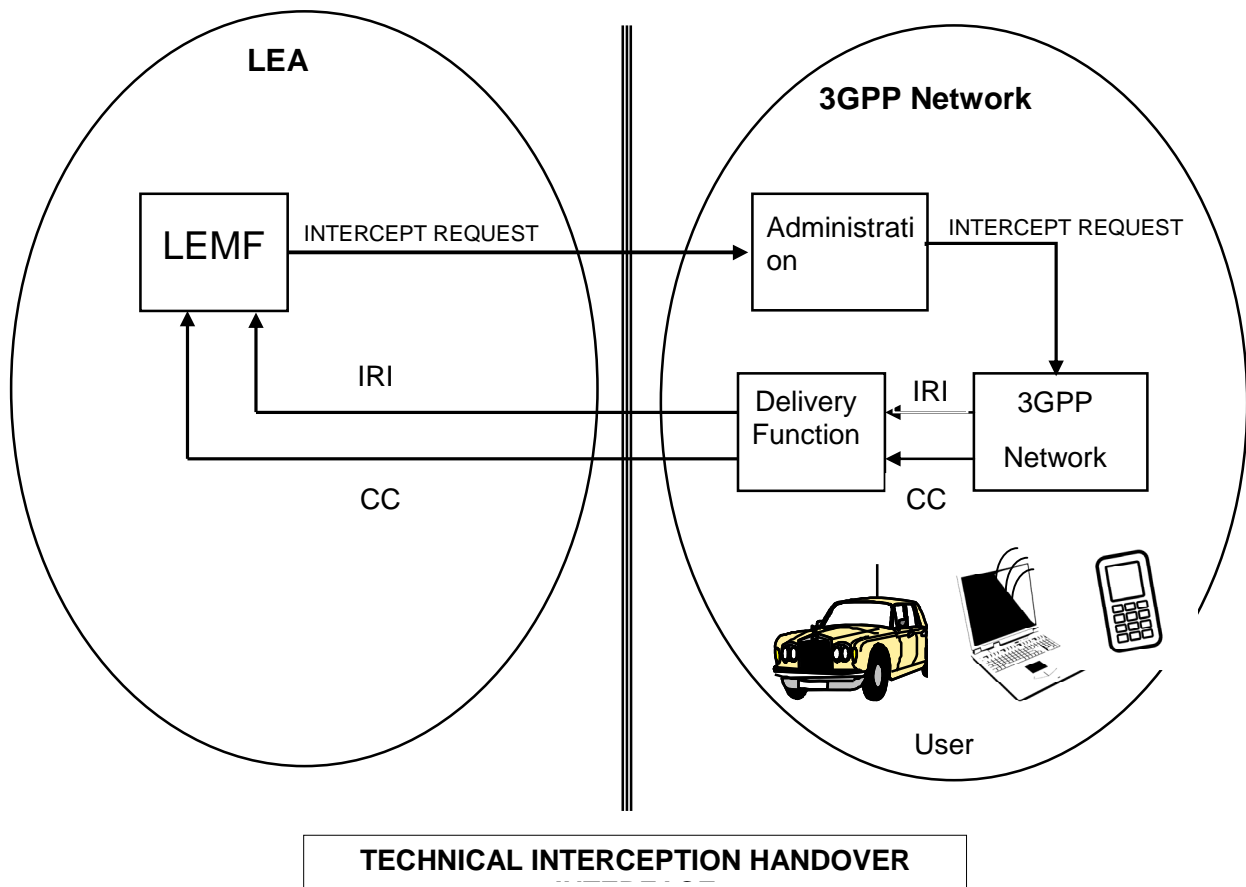 LEA
3GPP Network
LEMF
INTERCEPT REQUEST
Administrati
on
INTERCEPT REQUEST
IRI
CC
Delivery
Function
IRI
CC
3GPP
Network
User
TECHNICAL INTERCEPTION HANDOVER